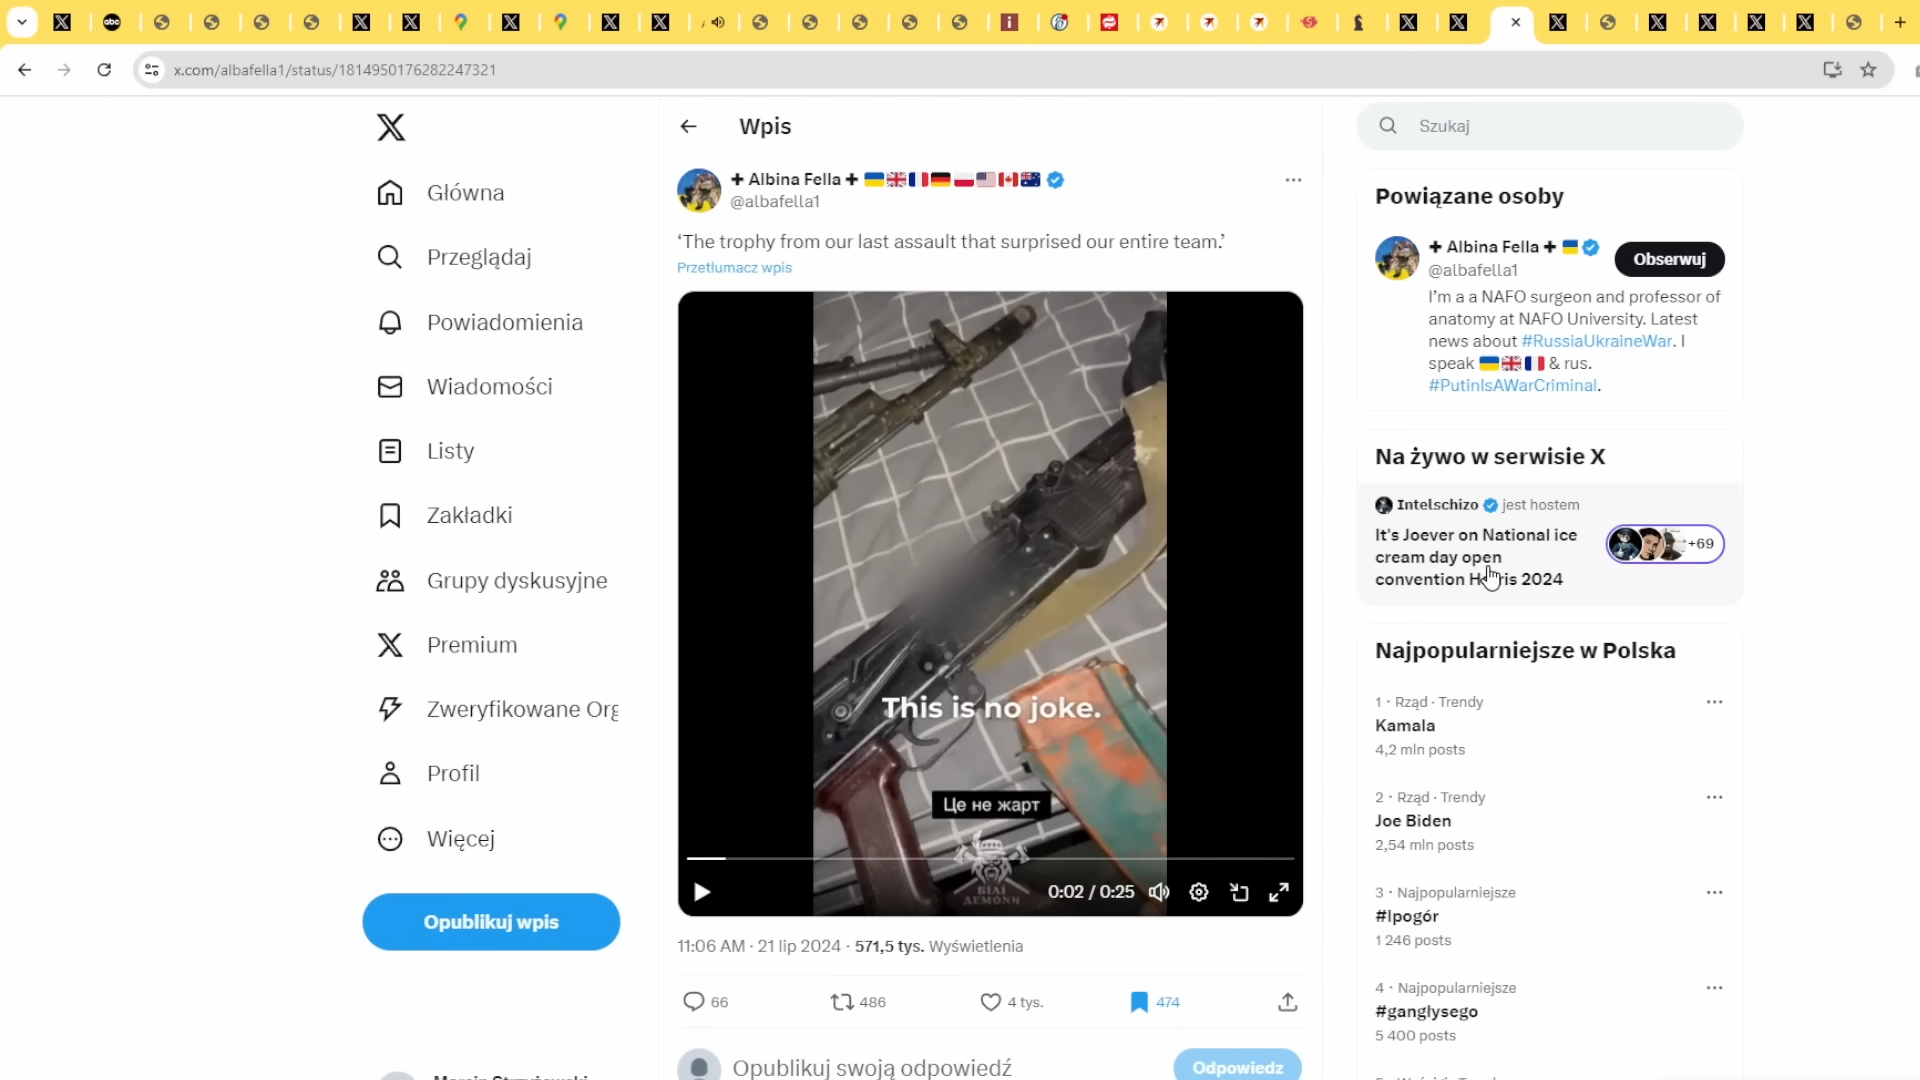 abc
x.com/albafella1/status/1814950176282247321
Główna
Przeglądaj
Powiadomienia
Wiadomości
Listy
Zakładki
Grupy dyskusyjne
Premium
Zweryfikowane Org
Profil
Więcej
Opublikuj wpis
Wpis
✚ Albina Fella ✚ 🇺🇦🇬🇧🇫🇷🇩🇪🇵🇱🇺🇸🇨🇦🇦🇺
@albafella1
‘The trophy from our last assault that surprised our entire team.’
Przetłumacz wpis
This is no joke.
Це не жарт
БІЛІ
ДЕМОНИ
0:02 / 0:25
11:06 AM · 21 lip 2024 · 571,5 tys. Wyświetlenia
66 486 4 tys. 474
Opublikuj swoją odpowiedź
Odpowiedz
Szukaj
Powiązane osoby
✚ Albina Fella ✚ 🇺🇦
@albafella1
Obserwuj
I’m a a NAFO surgeon and professor of
anatomy at NAFO University. Latest
news about #RussiaUkraineWar. I
speak 🇺🇦🇬🇧🇫🇷 & rus.
#PutinIsAWarCriminal.
Na żywo w serwisie X
Intelschizo jest hostem
It's Joever on National ice
cream day open
convention Harris 2024
+69
Najpopularniejsze w Polska
1 · Rząd · Trendy
Kamala
4,2 mln posts
2 · Rząd · Trendy
Joe Biden
2,54 mln posts
3 · Najpopularniejsze
#Ipogór
1 246 posts
4 · Najpopularniejsze
#ganglysego
5 400 posts